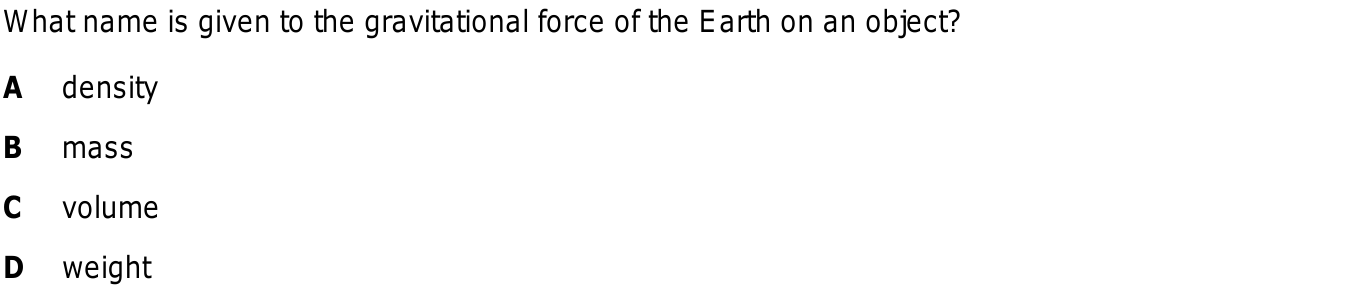 What name is given to the gravitational force of the Earth on an object?
A density
B mass
C volume
D weight